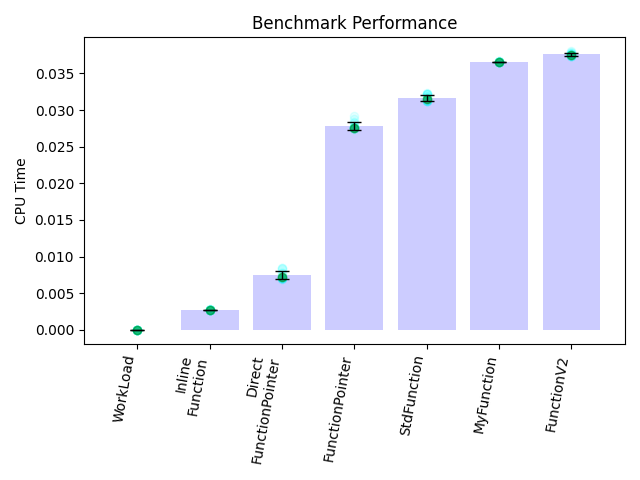 Benchmark Performance
CPU Time
0.035
0.030
0.025
0.020
0.015
0.010
0.005
0.000
WorkLoad
Inline
Function
Direct
FunctionPointer
FunctionPointer
StdFunction
MyFunction
FunctionV2